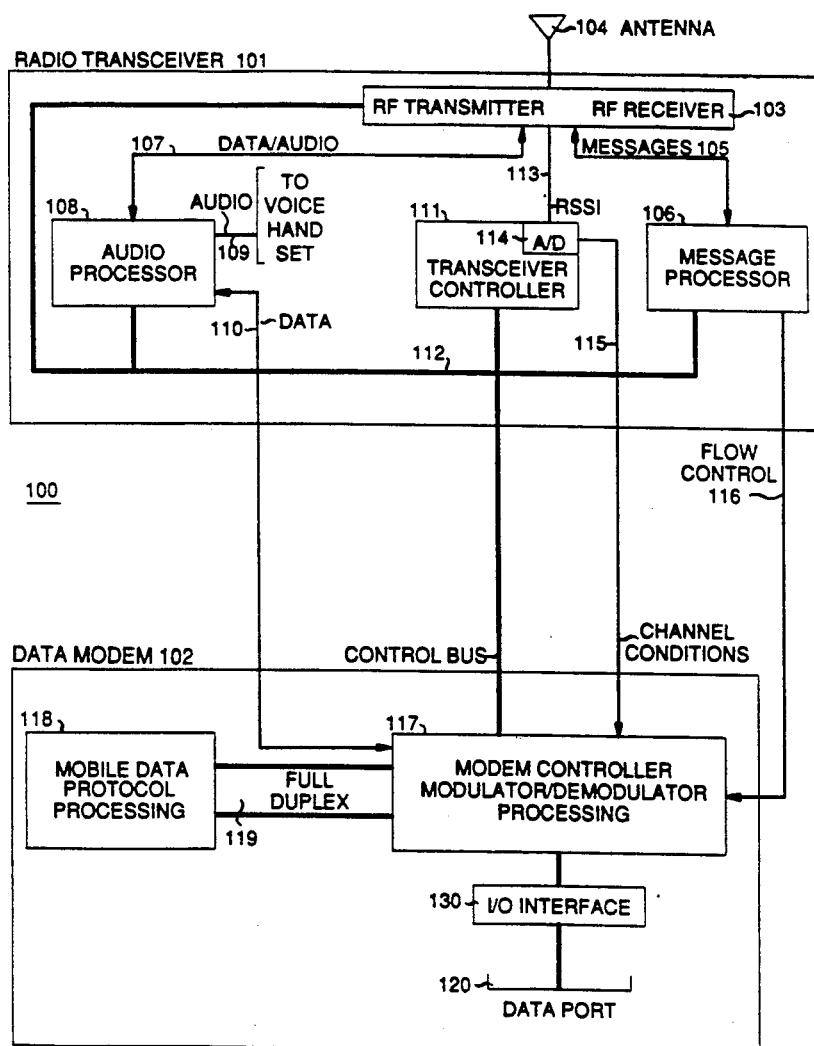 104 ANTENNA
RADIO TRANSCEIVER 101
RF TRANSMITTER RF RECEIVER
103
107
DATA/AUDIO
MESSAGES 105
113
RSSI
108
AUDIO
PROCESSOR
AUDIO
109
TO
VOICE
HAND
SET
111
114
A/D
TRANSCEIVER
CONTROLLER
106
MESSAGE
PROCESSOR
110
DATA
112
115
100
FLOW
CONTROL
116
DATA MODEM 102
CONTROL BUS
CHANNEL
CONDITIONS
118
MOBILE DATA
PROTOCOL
PROCESSING
FULL
DUPLEX
119
117
MODEM CONTROLLER
MODULATOR/DEMODULATOR
PROCESSING
130
I/O INTERFACE
120
DATA PORT